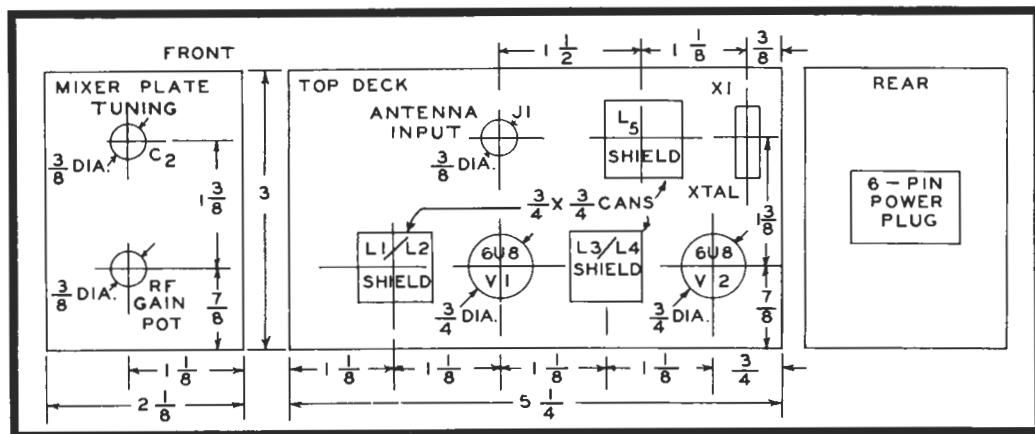 FRONT
MIXER PLATE
TUNING
C2
3/8 DIA.
1 3/8
3/8 DIA.
RF
GAIN
POT
7/8
1 1/8
2 1/8
3
TOP DECK
1 1/2
1 1/8
3/8
ANTENNA
INPUT
J1
3/8 DIA.
L5
SHIELD
X1
XTAL
3/4 X 3/4 CANS
1 3/8
L1/L2
SHIELD
6U8
V1
3/4 DIA.
L3/L4
SHIELD
6U8
V2
3/4 DIA.
7/8
1 1/8
1 1/8
1 1/8
1 1/8
3/4
5 1/4
REAR
6-PIN
POWER
PLUG